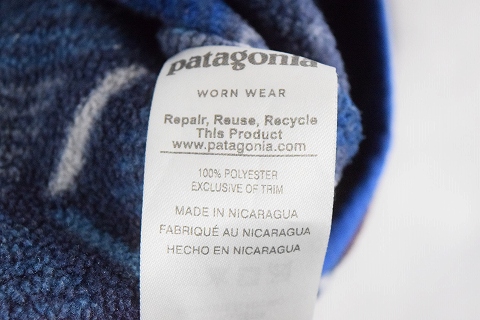 patagonia
WORN WEAR
Repair, Reuse, Recycle
This Product
www.patagonia.com
100% POLYESTER
EXCLUSIVE OF TRIM
MADE IN NICARAGUA
FABRIQUÉ AU NICARAGUA
HECHO EN NICARAGUA